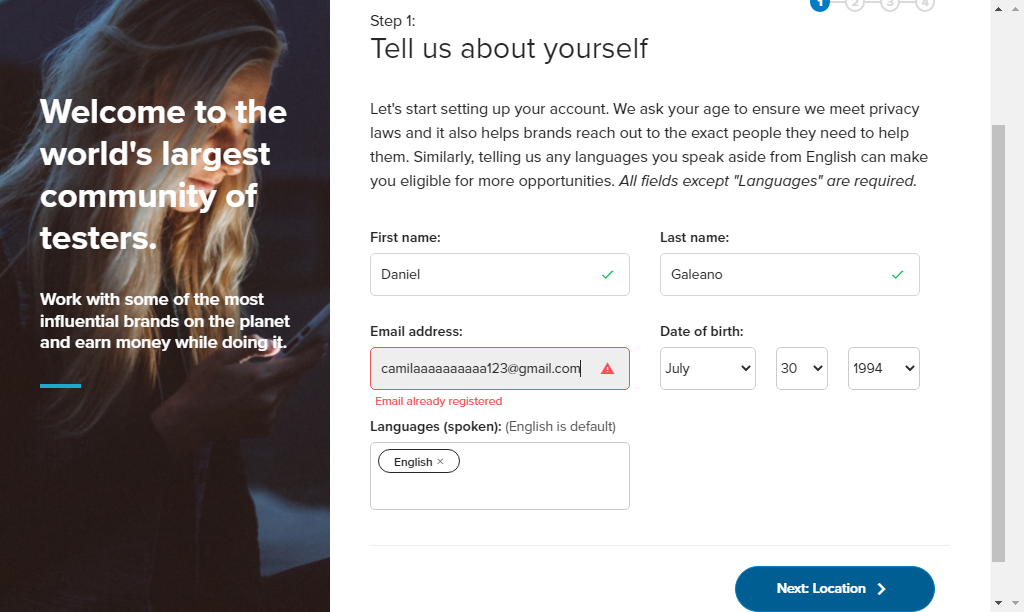 Welcome to the
world's largest
community of
testers.
Work with some of the most
influential brands on the planet
and earn money while doing it.
1 2 3 4
Step 1:
Tell us about yourself
Let's start setting up your account. We ask your age to ensure we meet privacy
laws and it also helps brands reach out to the exact people they need to help
them. Similarly, telling us any languages you speak aside from English can make
you eligible for more opportunities. All fields except "Languages" are required.
First name:
Last name:
Daniel
Galeano
Email address:
Date of birth:
camilaaaaaaaaaa123@gmail.com
July
30
1994
Email already registered
Languages (spoken): (English is default)
English ×
Next: Location